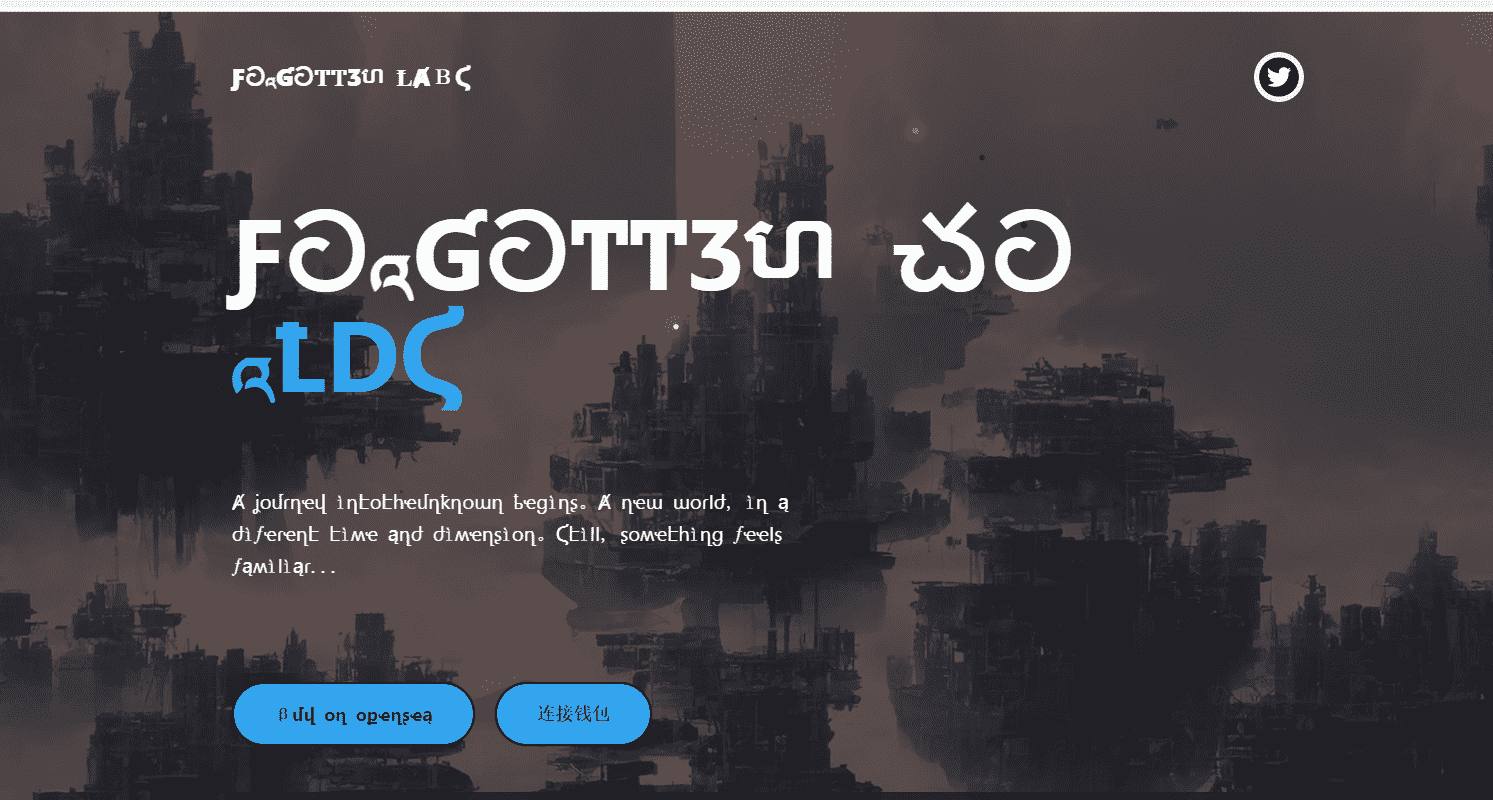 FORGOTTEN LABS
FORGOTTEN WO
RLDS
A journey intotheunknown begins。A new world, in a
diferent time and dimension。Still, something feels
familiar...
Buy on opensea
连接钱包